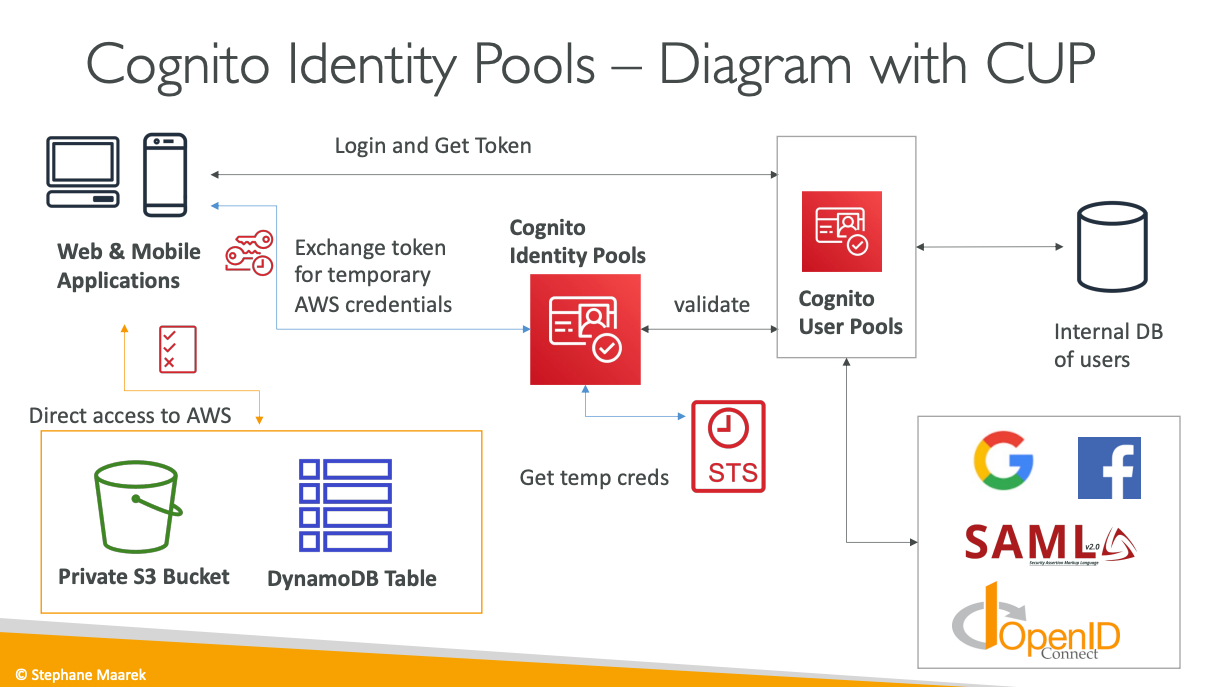 Cognito Identity Pools – Diagram with CUP
Login and Get Token
Web & Mobile
Applications
Exchange token
for temporary
AWS credentials
Cognito
Identity Pools
validate
Cognito
User Pools
Internal DB
of users
Direct access to AWS
Get temp creds
STS
Private S3 Bucket
DynamoDB Table
SAML v2.0
Security Assertion Markup Language
OpenID
Connect
© Stephane Maarek